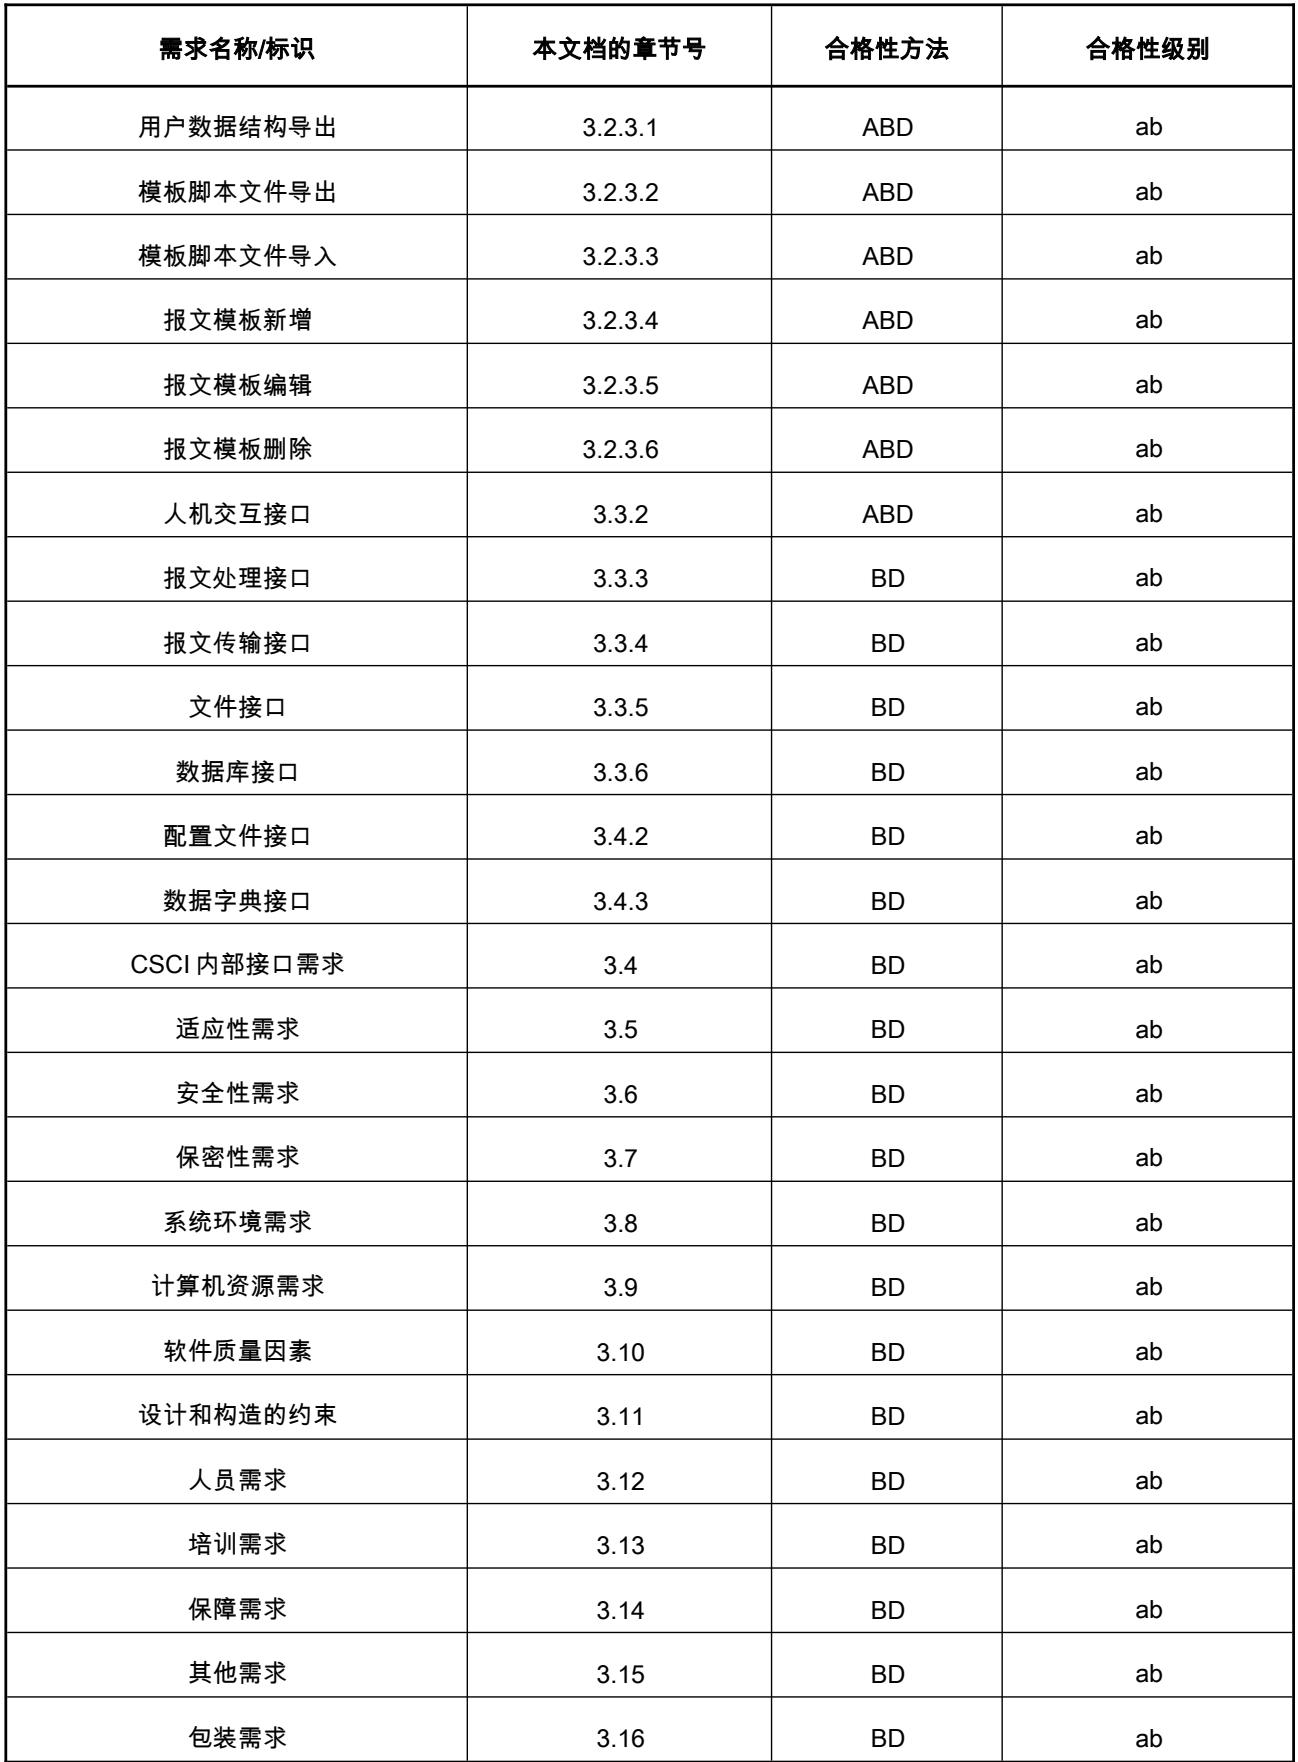 需求名称/标识 本文档的章节号 合格性方法 合格性级别
用户数据结构导出 3.2.3.1 ABD ab
模板脚本文件导出 3.2.3.2 ABD ab
模板脚本文件导入 3.2.3.3 ABD ab
报文模板新增 3.2.3.4 ABD ab
报文模板编辑 3.2.3.5 ABD ab
报文模板删除 3.2.3.6 ABD ab
人机交互接口 3.3.2 ABD ab
报文处理接口 3.3.3 BD ab
报文传输接口 3.3.4 BD ab
文件接口 3.3.5 BD ab
数据库接口 3.3.6 BD ab
配置文件接口 3.4.2 BD ab
数据字典接口 3.4.3 BD ab
CSCI 内部接口需求 3.4 BD ab
适应性需求 3.5 BD ab
安全性需求 3.6 BD ab
保密性需求 3.7 BD ab
系统环境需求 3.8 BD ab
计算机资源需求 3.9 BD ab
软件质量因素 3.10 BD ab
设计和构造的约束 3.11 BD ab
人员需求 3.12 BD ab
培训需求 3.13 BD ab
保障需求 3.14 BD ab
其他需求 3.15 BD ab
包装需求 3.16 BD ab